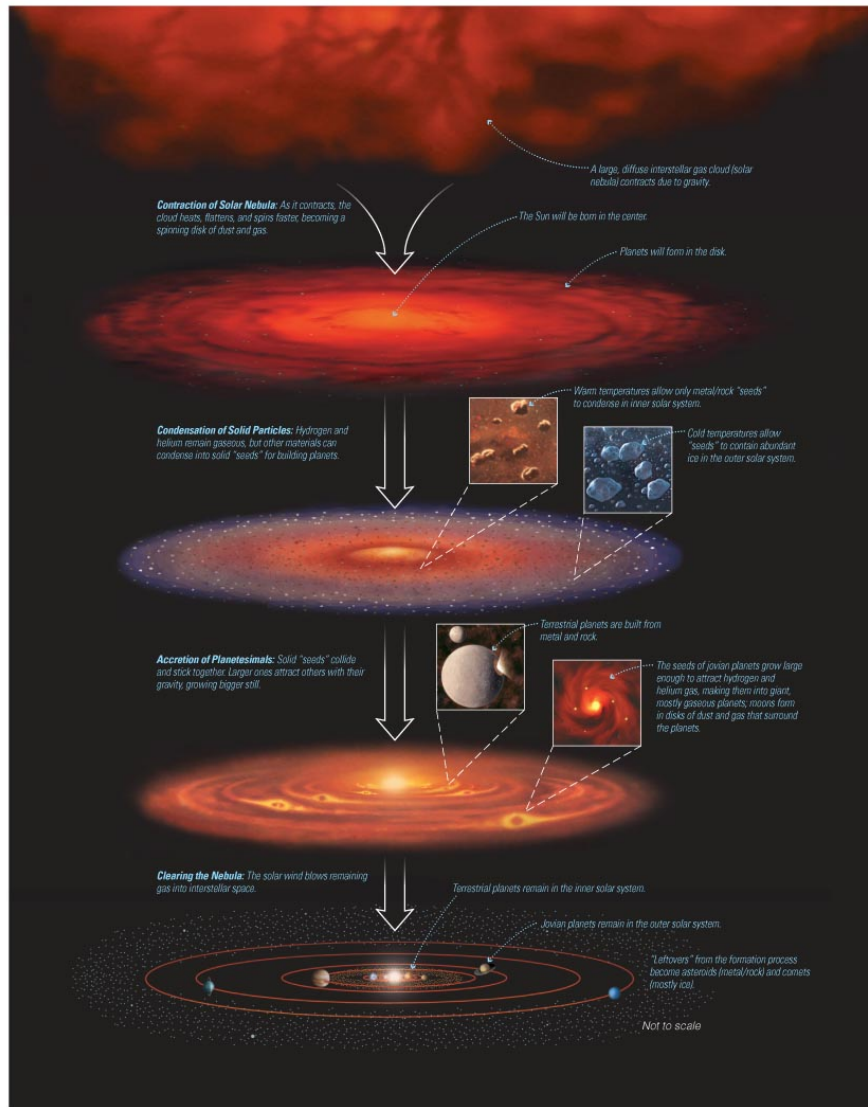 A large, diffuse interstellar gas cloud (solar
nebula) contracts due to gravity.
Contraction of Solar Nebula: As it contracts, the
cloud heats, flattens, and spins faster, becoming a
spinning disk of dust and gas.
The Sun will be born in the center.
Planets will form in the disk.
Warm temperatures allow only metal/rock “seeds”
to condense in inner solar system.
Condensation of Solid Particles: Hydrogen and
helium remain gaseous, but other materials can
condense into solid “seeds” for building planets.
Cold temperatures allow
“seeds” to contain abundant
ice in the outer solar system.
Terrestrial planets are built from
metal and rock.
Accretion of Planetesimals: Solid “seeds” collide
and stick together. Larger ones attract others with their
gravity, growing bigger still.
The seeds of jovian planets grow large
enough to attract hydrogen and
helium gas, making them into giant,
mostly gaseous planets; moons form
in disks of dust and gas that surround
the planets.
Clearing the Nebula: The solar wind blows remaining
gas into interstellar space.
Terrestrial planets remain in the inner solar system.
Jovian planets remain in the outer solar system.
“Leftovers” from the formation process
become asteroids (metal/rock) and comets
(mostly ice).
Not to scale